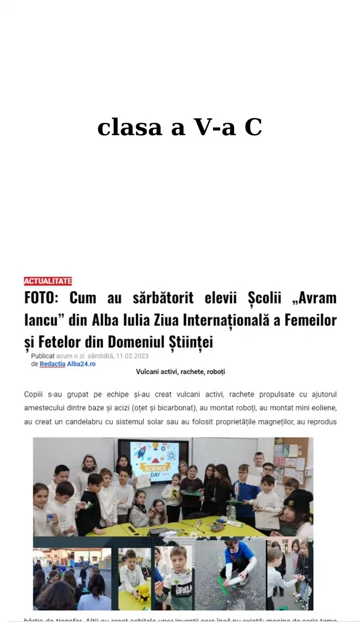 clasa a V-a C
ACTUALITATE
FOTO: Cum au sărbătorit elevii Școlii „Avram
Iancu” din Alba Iulia Ziua Internațională a Femeilor
și Fetelor din Domeniul Științei
Publicat acum o zi sâmbătă, 11.02.2023
de Redactia Alba24.ro
Vulcani activi, rachete, roboți
Copiii s-au grupat pe echipe și-au creat vulcani activi, rachete propulsate cu ajutorul
amestecului dintre baze și acizi (oțet și bicarbonat), au montat roboți, au montat mini eoliene,
au creat un candelabru cu sistemul solar sau au folosit proprietățile magneților, au reprodus
SCIENCE
DAY